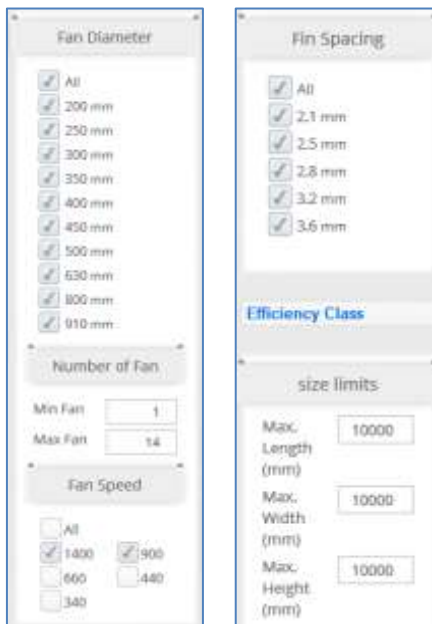 Fan Diameter
All
200 mm
250 mm
300 mm
350 mm
400 mm
450 mm
500 mm
630 mm
800 mm
910 mm
Number of Fan
Min Fan 1
Max Fan 14
Fan Speed
All
1400 900
660 440
340
Fin Spacing
All
2.1 mm
2.5 mm
2.8 mm
3.2 mm
3.6 mm
Efficiency Class
size limits
Max. 10000
Length
(mm)
Max. 10000
Width
(mm)
Max. 10000
Height
(mm)